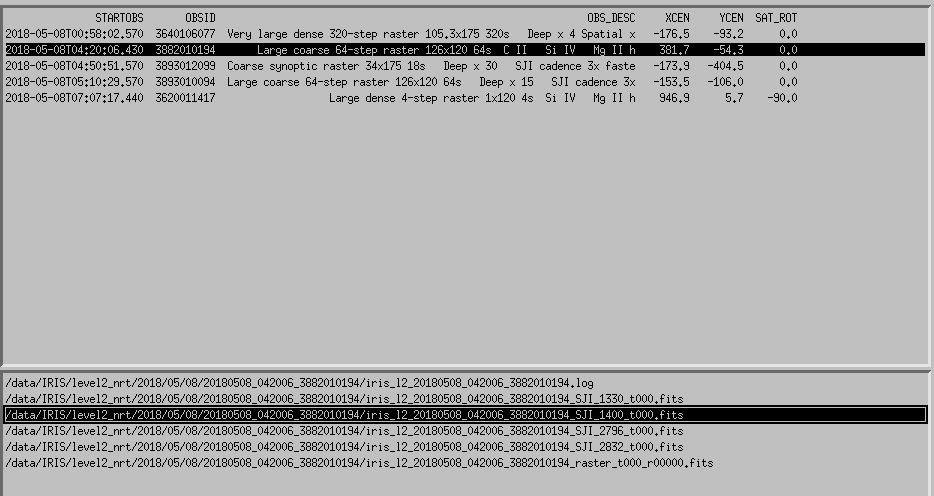 STARTOBS OBSID OBS_DESC XCEN YCEN SAT_ROT
2018-05-08T00:58:02.570 3640106077 Very large dense 320-step raster 105.3x175 320s Deep x 4 Spatial x -176.5 -93.2 0.0
2018-05-08T04:20:06.430 3882010194 Large coarse 64-step raster 126x120 64s C II Si IV Mg II h 381.7 -54.3 0.0
2018-05-08T04:50:51.570 3893012099 Coarse synoptic raster 34x175 18s Deep x 30 SJI cadence 3x faste -173.9 -404.5 0.0
2018-05-08T05:10:29.570 3893010094 Large coarse 64-step raster 126x120 64s Deep x 15 SJI cadence 3x -153.5 -106.0 0.0
2018-05-08T07:07:17.440 3620011417 Large dense 4-step raster 1x120 4s Si IV Mg II h 946.9 5.7 -90.0
/data/IRIS/level2_nrt/2018/05/08/20180508_042006_3882010194/iris_l2_20180508_042006_3882010194.log
/data/IRIS/level2_nrt/2018/05/08/20180508_042006_3882010194/iris_l2_20180508_042006_3882010194_SJI_1330_t000.fits
/data/IRIS/level2_nrt/2018/05/08/20180508_042006_3882010194/iris_l2_20180508_042006_3882010194_SJI_1400_t000.fits
/data/IRIS/level2_nrt/2018/05/08/20180508_042006_3882010194/iris_l2_20180508_042006_3882010194_SJI_2796_t000.fits
/data/IRIS/level2_nrt/2018/05/08/20180508_042006_3882010194/iris_l2_20180508_042006_3882010194_SJI_2832_t000.fits
/data/IRIS/level2_nrt/2018/05/08/20180508_042006_3882010194/iris_l2_20180508_042006_3882010194_raster_t000_r00000.fits